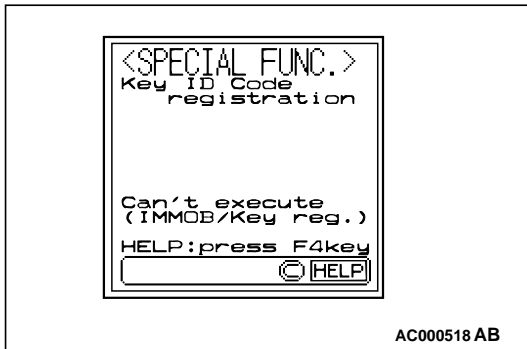 <SPECIAL FUNC.>
Key ID Code
registration
Can't execute
(IMMOB/Key reg.)
HELP:press F4key
© HELP
AC000518 AB